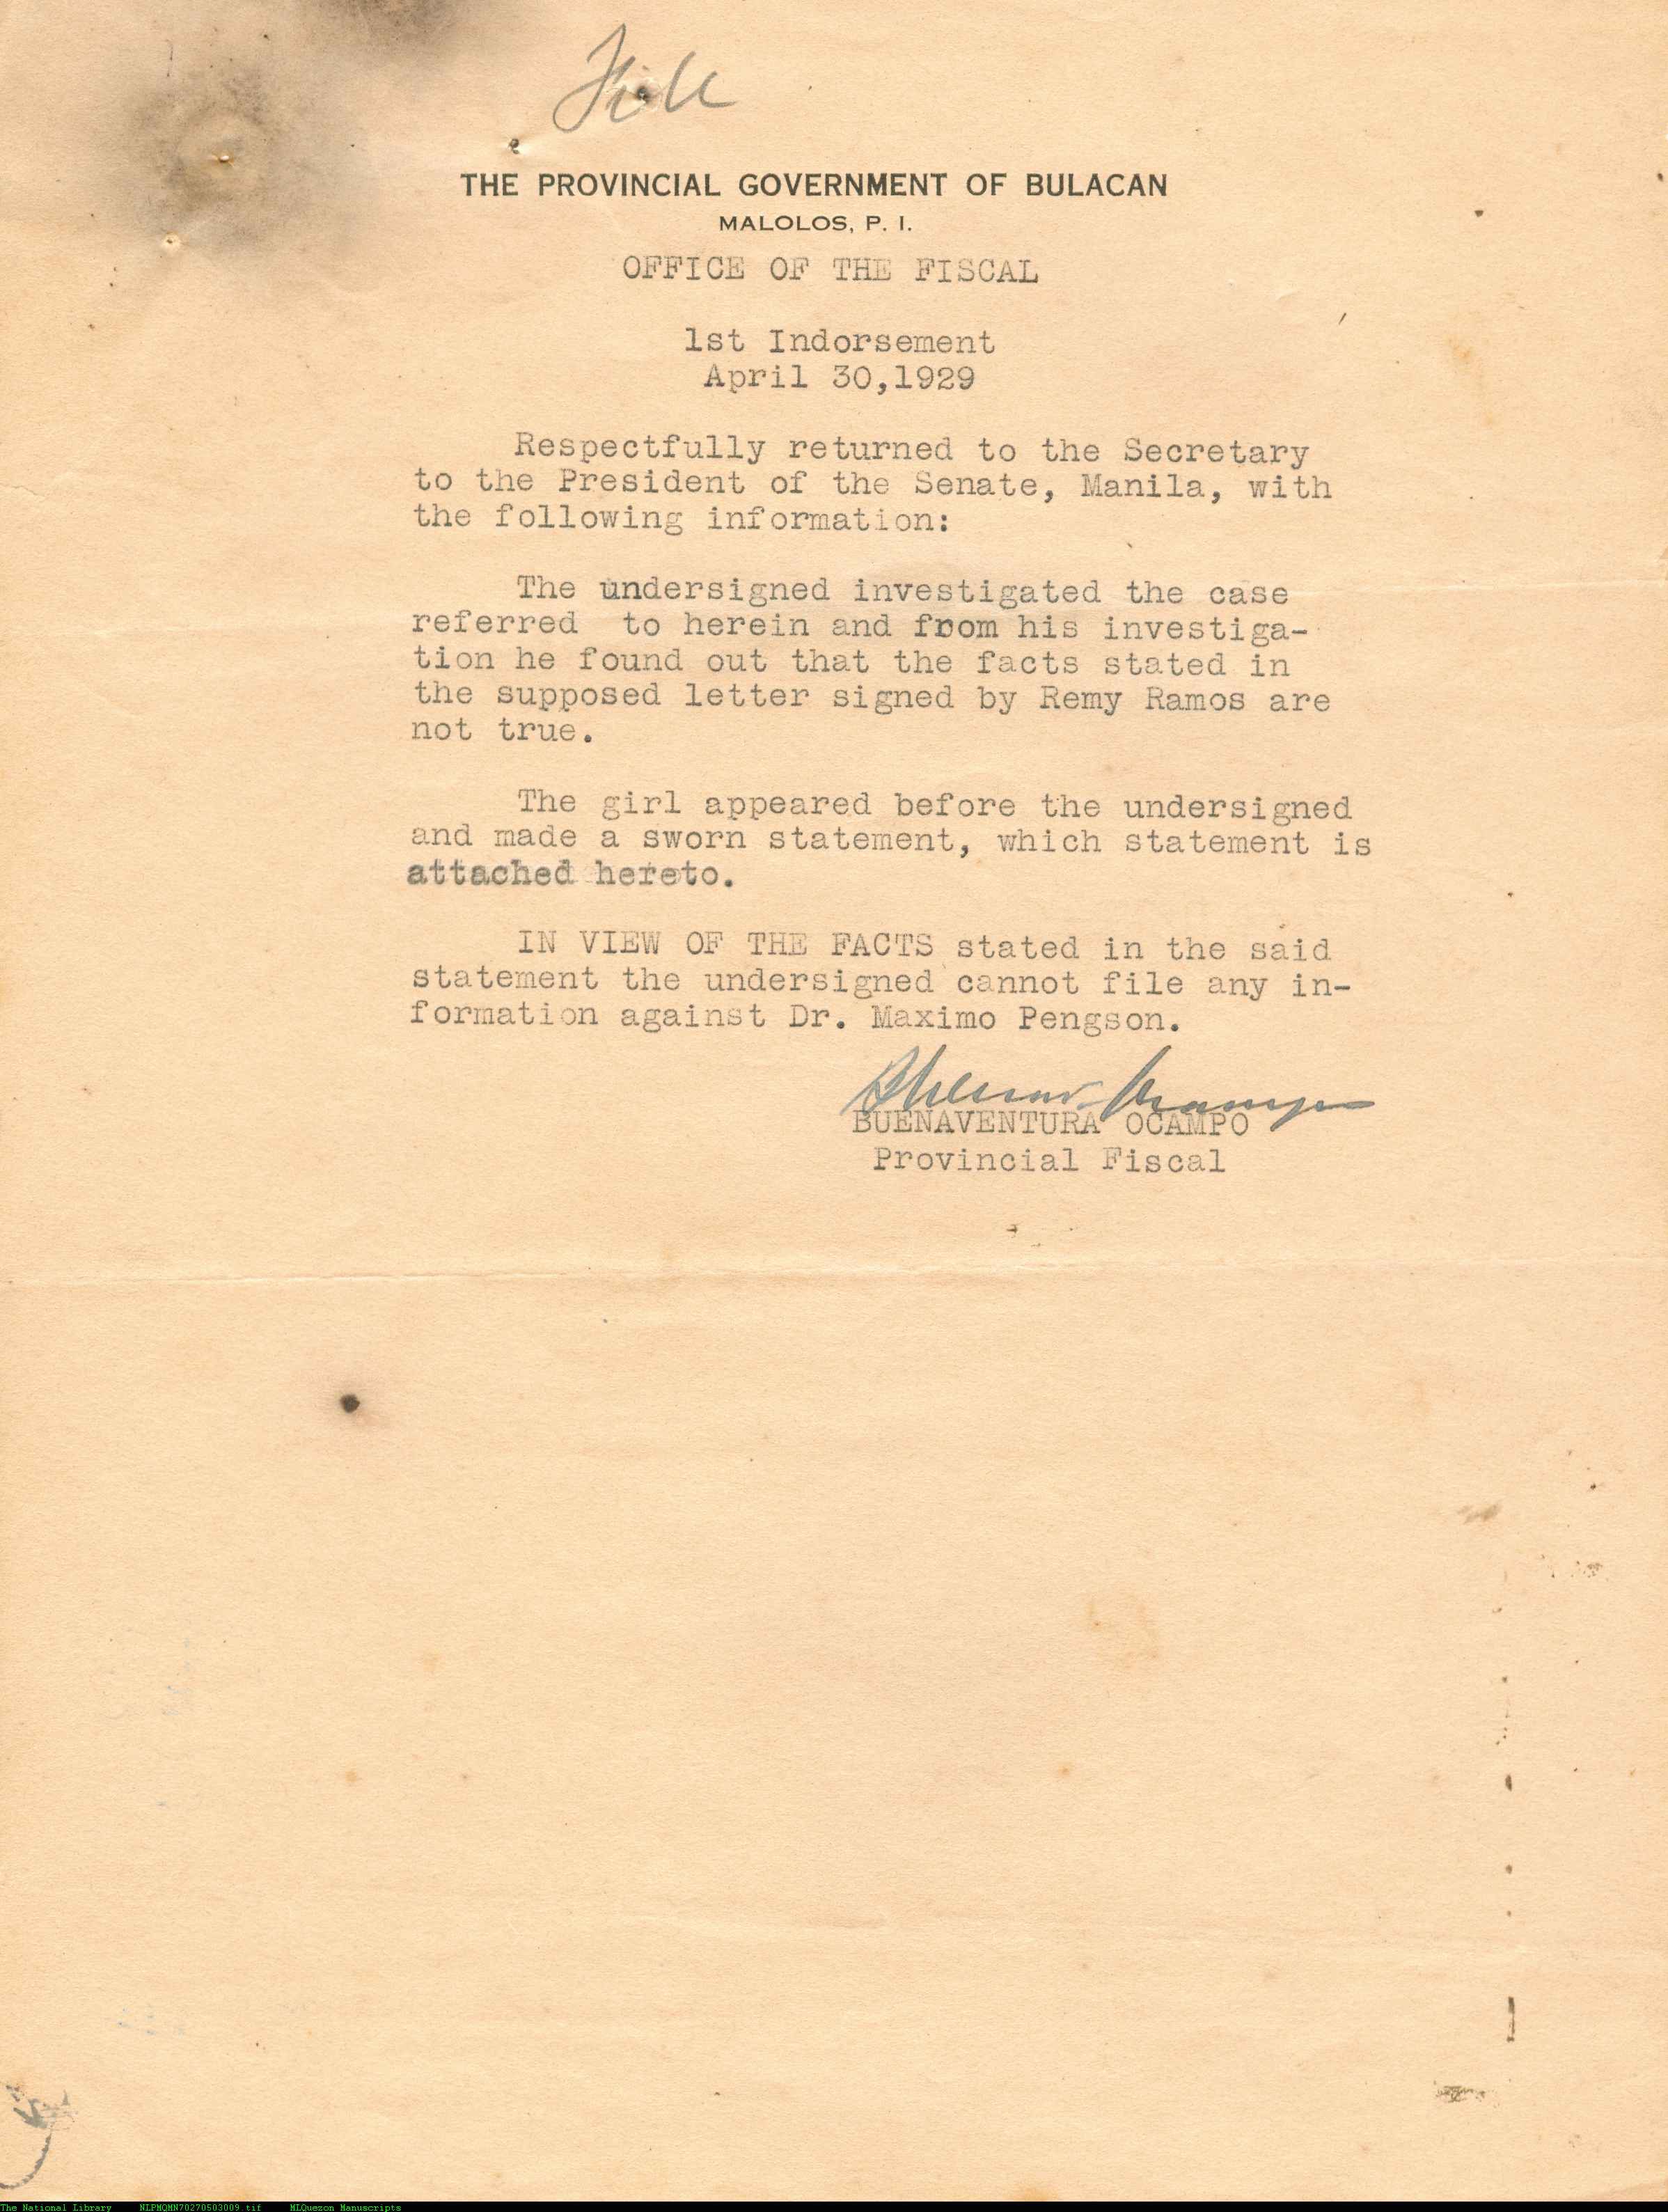 File
THE PROVINCIAL GOVERNMENT OF BULACAN
MALOLOS, P. I.
OFFICE OF THE FISCAL
1st Indorsement
April 30,1929
Respectfully returned to the Secretary
to the President of the Senate, Manila, with
the following information:
The undersigned investigated the case
referred to herein and from his investiga-
tion he found out that the facts stated in
the supposed letter signed by Remy Ramos are
not true.
The girl appeared before the undersigned
and made a sworn statement, which statement is
attached hereto.
IN VIEW OF THE FACTS stated in the said
statement the undersigned cannot file any in-
formation against Dr. Maximo Pengson.
BUENAVENTURA OCAMPO
Provincial Fiscal
The National Library NLPMQMN70270503009.tif MLQuezon Manuscripts